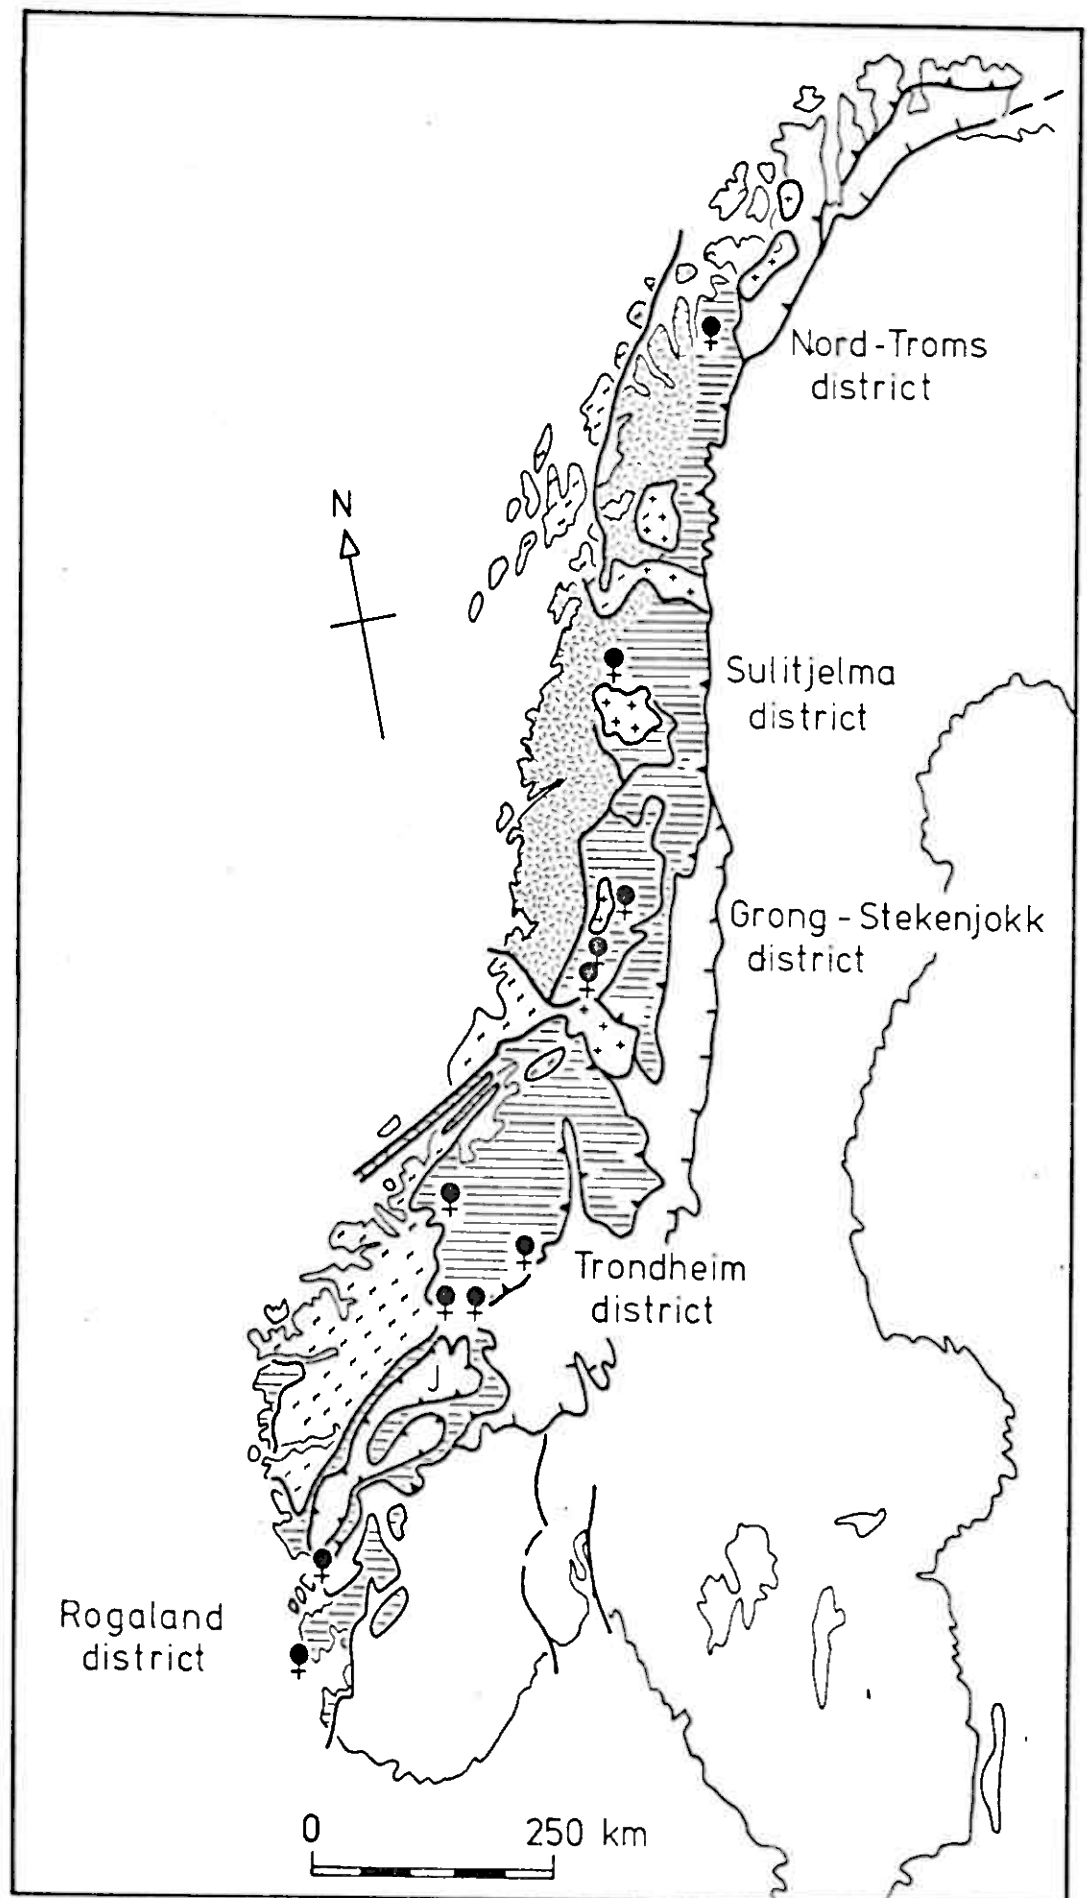 Nord-Troms
district
N
Sulitjelma
district
Grong-Stekenjokk
district
Trondheim
district
J
Rogaland
district
0 250 km